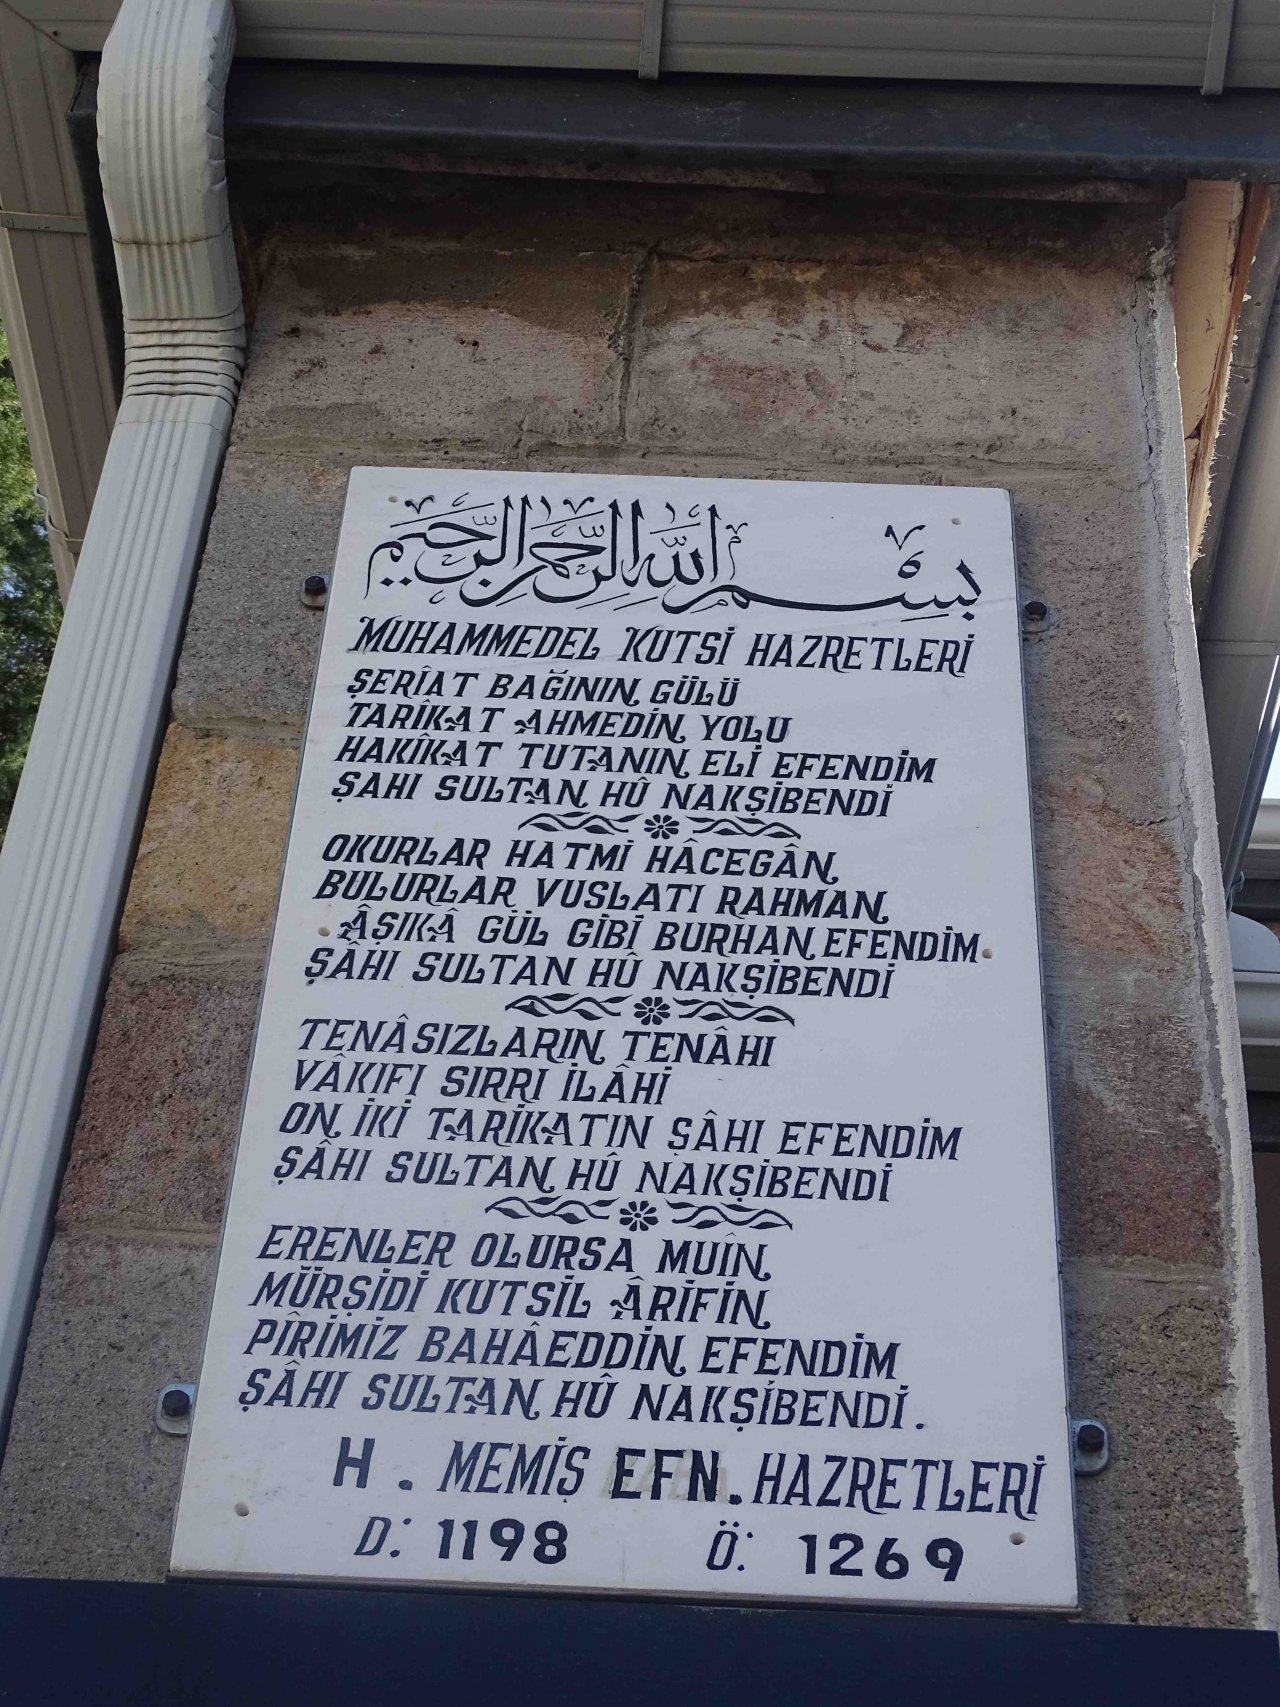 بسم الله الرحمن الرحيم
MUHAMMEDEL KUTSİ HAZRETLERİ
ŞERÎAT BAĞININ GÜLÜ
TARÎKAT AHMEDİN YOLU
HAKÎKAT TUTANIN ELİ EFENDİM
ŞAHI SULTAN HÛ NAKŞİBENDİ
OKURLAR HATMİ HÂCEGÂN
BULURLAR VUSLATI RAHMAN
ÂŞIKÂ GÜL GİBİ BURHAN EFENDİM
ŞÂHI SULTAN HÛ NAKŞİBENDİ
TENÂSIZLARIN TENÂHI
VÂKIFI SIRRI İLÂHİ
ON İKİ TARİKATIN ŞÂHI EFENDİM
ŞÂHI SULTAN HÛ NAKŞİBENDİ
ERENLER OLURSA MUÎN
MÜRŞİDİ KUTSİL ÂRİFİN
PÎRİMİZ BAHÂEDDİN EFENDİM
ŞÂHI SULTAN HÛ NAKŞİBENDİ.
H. MEMİŞ EFN. HAZRETLERİ
D: 1198 Ö: 1269